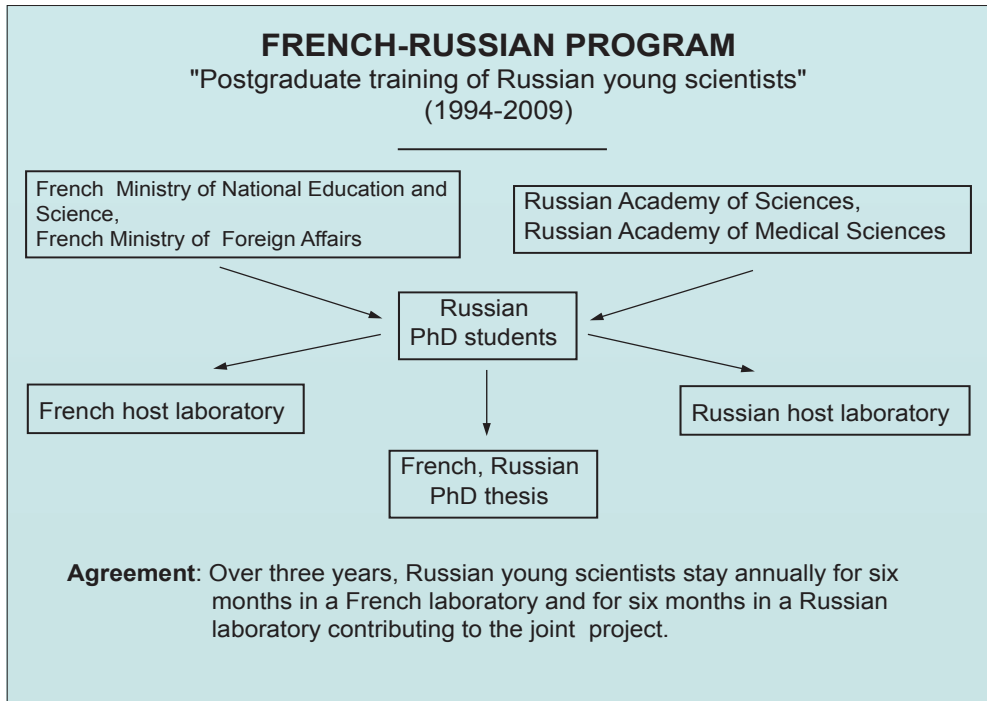 FRENCH-RUSSIAN PROGRAM
"Postgraduate training of Russian young scientists"
(1994-2009)
French Ministry of National Education and
Science,
French Ministry of Foreign Affairs
Russian Academy of Sciences,
Russian Academy of Medical Sciences
Russian
PhD students
French host laboratory
Russian host laboratory
French, Russian
PhD thesis
Agreement: Over three years, Russian young scientists stay annually for six
months in a French laboratory and for six months in a Russian
laboratory contributing to the joint project.